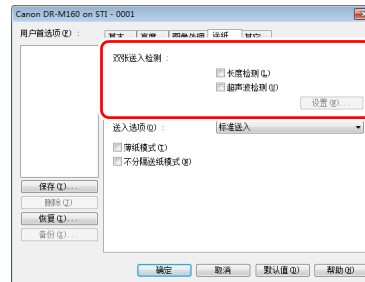 Canon DR-M160 on STI - 0001
用户首选项(P) :
基本 亮度 图像处理 送纸 其它
双张送入检测 :
长度检测(L)
超声波检测(U)
设置(E)...
送入选项(O) : 标准送入
薄纸模式(T)
不分隔送纸模式(N)
保存(Z)...
删除(J)
恢复(X)...
备份(G)...
确定 取消 默认值(D) 帮助(H)